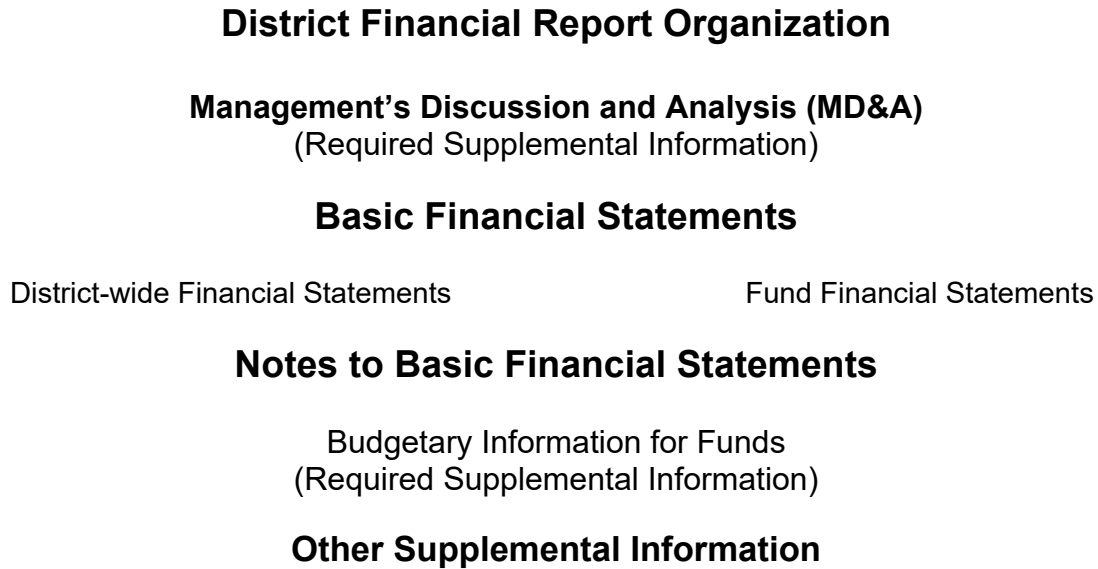 District Financial Report Organization
Management’s Discussion and Analysis (MD&A)
(Required Supplemental Information)
Basic Financial Statements
District-wide Financial Statements Fund Financial Statements
Notes to Basic Financial Statements
Budgetary Information for Funds
(Required Supplemental Information)
Other Supplemental Information